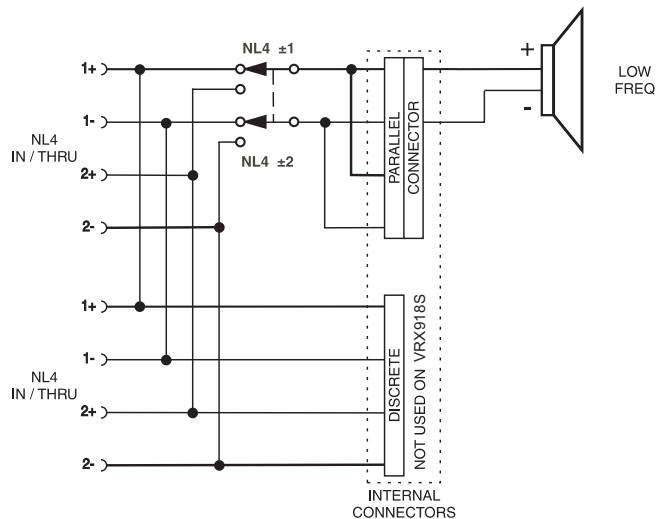 NL4 ±1
1+
1-
NL4
IN / THRU
2+
2-
NL4 ±2
PARALLEL
CONNECTOR
+
-
LOW
FREQ
1+
1-
NL4
IN / THRU
2+
2-
DISCRETE
NOT USED ON VRX918S
INTERNAL
CONNECTORS